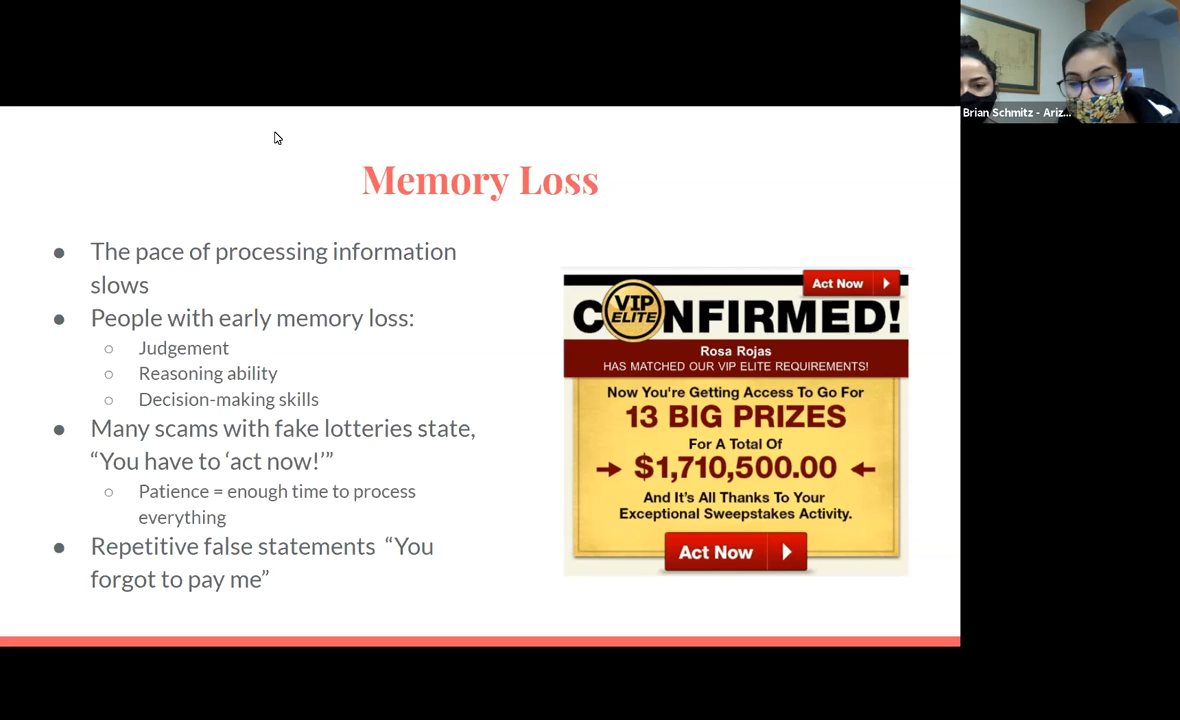 Brian Schmitz - Ariz...
Memory Loss
● The pace of processing information
slows
● People with early memory loss:
○ Judgement
○ Reasoning ability
○ Decision-making skills
● Many scams with fake lotteries state,
“You have to ‘act now!’”
○ Patience = enough time to process
everything
● Repetitive false statements “You
forgot to pay me”
Act Now
VIP
ELITE
CONFIRMED!
Rosa Rojas
HAS MATCHED OUR VIP ELITE REQUIREMENTS!
Now You're Getting Access To Go For
13 BIG PRIZES
For A Total Of
$1,710,500.00
And It's All Thanks To Your
Exceptional Sweepstakes Activity.
Act Now